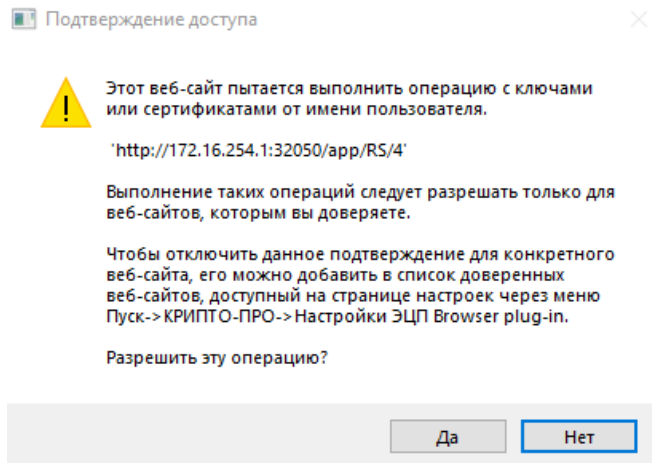 Подтверждение доступа
Этот веб-сайт пытается выполнить операцию с ключами
или сертификатами от имени пользователя.
'http://172.16.254.1:32050/app/RS/4'
Выполнение таких операций следует разрешать только для
веб-сайтов, которым вы доверяете.
Чтобы отключить данное подтверждение для конкретного
веб-сайта, его можно добавить в список доверенных
веб-сайтов, доступный на странице настроек через меню
Пуск->КРИПТО-ПРО->Настройки ЭЦП Browser plug-in.
Разрешить эту операцию?
Да Нет